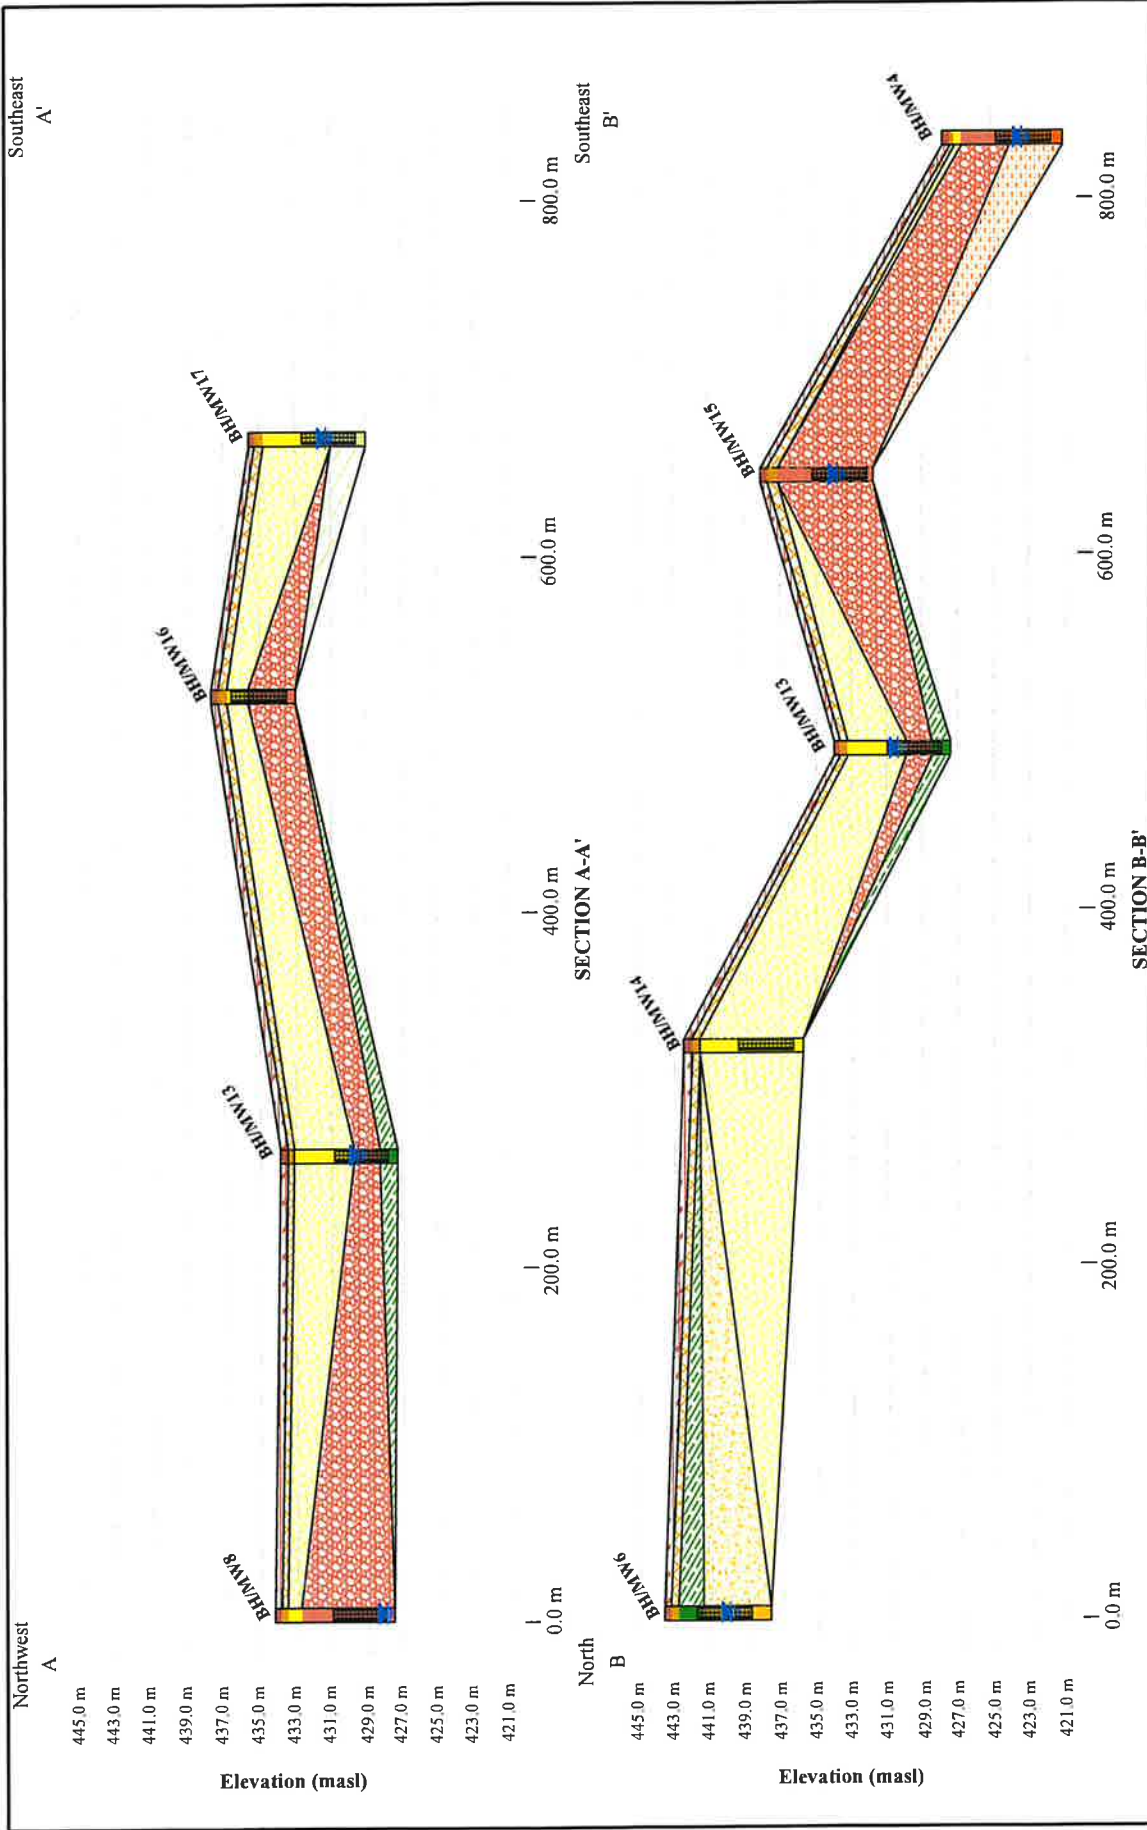 Northwest
A
Southeast
A'
BH/MW8
BH/MW13
BH/MW16
BH/MW17
445.0 m
443.0 m
441.0 m
439.0 m
437.0 m
435.0 m
433.0 m
431.0 m
429.0 m
427.0 m
425.0 m
423.0 m
421.0 m
Elevation (masl)
0.0 m
200.0 m
400.0 m
600.0 m
800.0 m
SECTION A-A'
North
B
Southeast
B'
BH/MW6
BH/MW14
BH/MW13
BH/MW15
BH/MW4
445.0 m
443.0 m
441.0 m
439.0 m
437.0 m
435.0 m
433.0 m
431.0 m
429.0 m
427.0 m
425.0 m
423.0 m
421.0 m
Elevation (masl)
0.0 m
200.0 m
400.0 m
600.0 m
800.0 m
SECTION B-B'